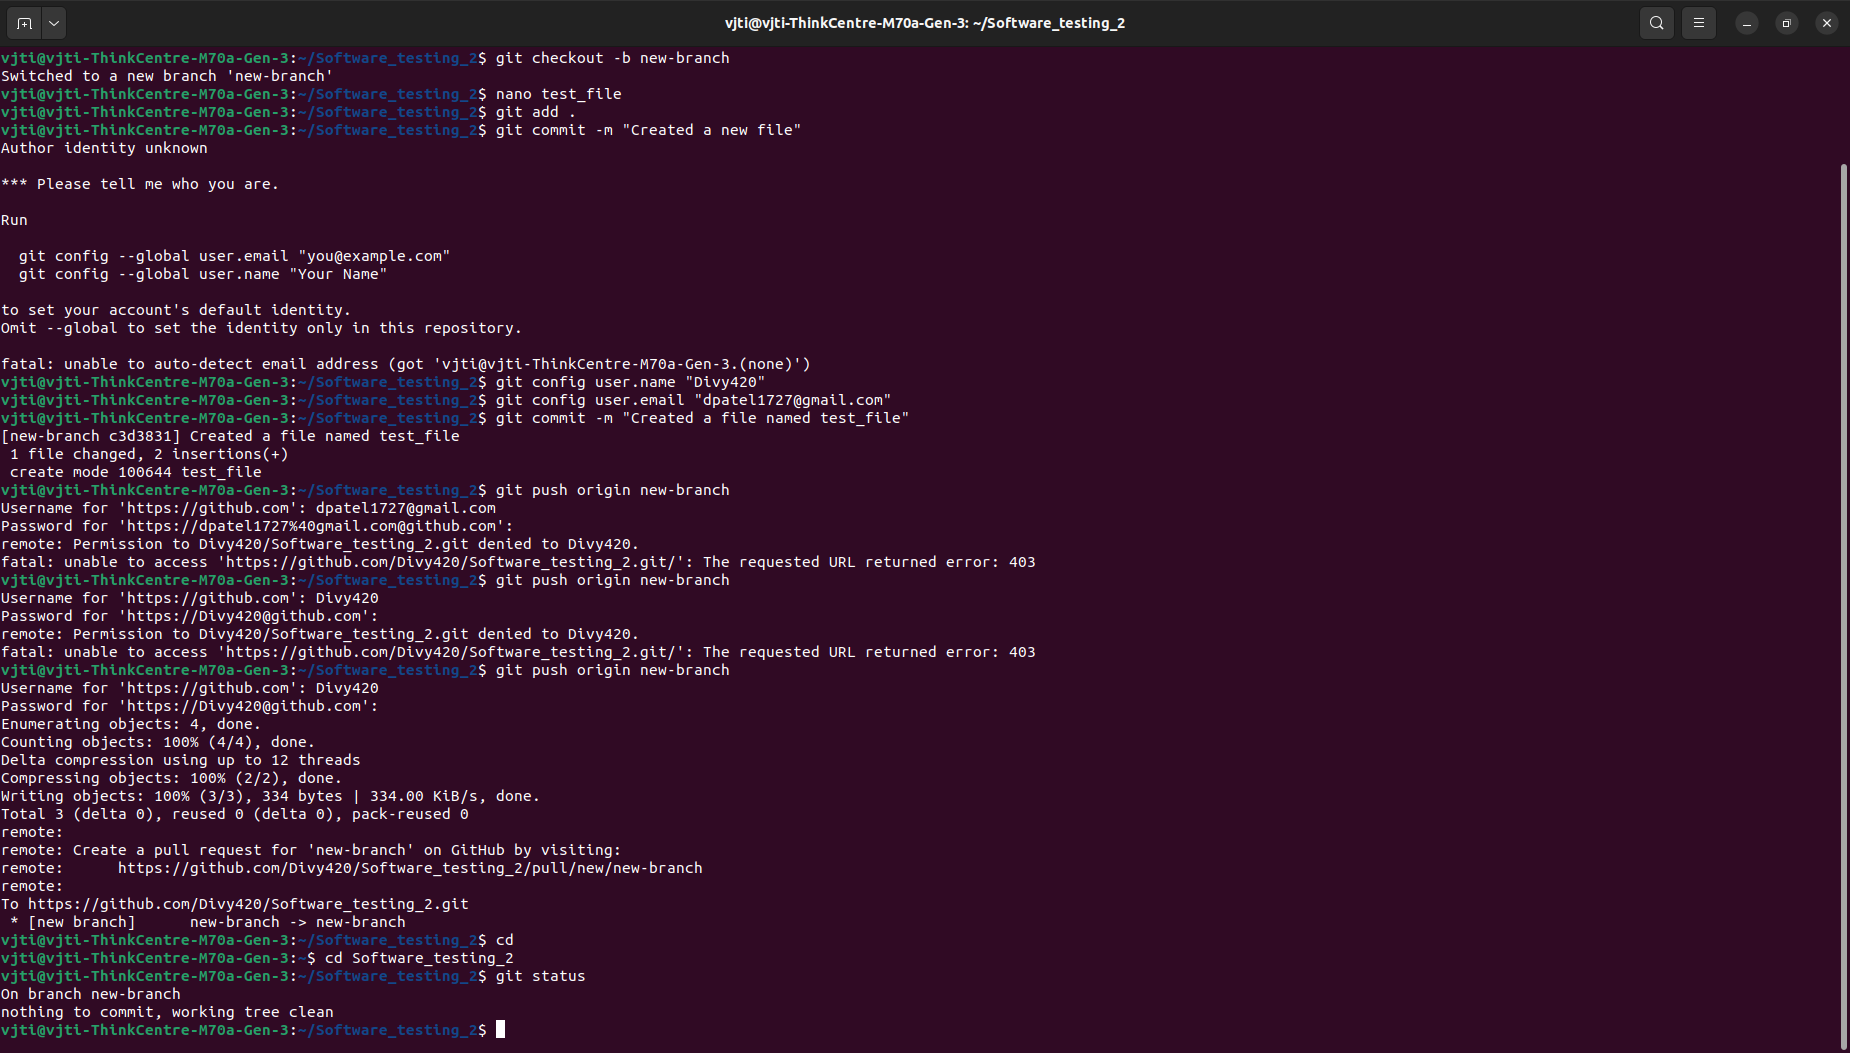 vjti@vjti-ThinkCentre-M70a-Gen-3: ~/Software_testing_2
vjti@vjti-ThinkCentre-M70a-Gen-3:~/Software_testing_2$ git checkout -b new-branch
Switched to a new branch 'new-branch'
vjti@vjti-ThinkCentre-M70a-Gen-3:~/Software_testing_2$ nano test_file
vjti@vjti-ThinkCentre-M70a-Gen-3:~/Software_testing_2$ git add .
vjti@vjti-ThinkCentre-M70a-Gen-3:~/Software_testing_2$ git commit -m "Created a new file"
Author identity unknown

*** Please tell me who you are.

Run

  git config --global user.email "you@example.com"
  git config --global user.name "Your Name"

to set your account's default identity.
Omit --global to set the identity only in this repository.

fatal: unable to auto-detect email address (got 'vjti@vjti-ThinkCentre-M70a-Gen-3.(none)')
vjti@vjti-ThinkCentre-M70a-Gen-3:~/Software_testing_2$ git config user.name "Divy420"
vjti@vjti-ThinkCentre-M70a-Gen-3:~/Software_testing_2$ git config user.email "dpatel1727@gmail.com"
vjti@vjti-ThinkCentre-M70a-Gen-3:~/Software_testing_2$ git commit -m "Created a file named test_file"
[new-branch c3d3831] Created a file named test_file
 1 file changed, 2 insertions(+)
 create mode 100644 test_file
vjti@vjti-ThinkCentre-M70a-Gen-3:~/Software_testing_2$ git push origin new-branch
Username for 'https://github.com': dpatel1727@gmail.com
Password for 'https://dpatel1727%40gmail.com@github.com':
remote: Permission to Divy420/Software_testing_2.git denied to Divy420.
fatal: unable to access 'https://github.com/Divy420/Software_testing_2.git/': The requested URL returned error: 403
vjti@vjti-ThinkCentre-M70a-Gen-3:~/Software_testing_2$ git push origin new-branch
Username for 'https://github.com': Divy420
Password for 'https://Divy420@github.com':
remote: Permission to Divy420/Software_testing_2.git denied to Divy420.
fatal: unable to access 'https://github.com/Divy420/Software_testing_2.git/': The requested URL returned error: 403
vjti@vjti-ThinkCentre-M70a-Gen-3:~/Software_testing_2$ git push origin new-branch
Username for 'https://github.com': Divy420
Password for 'https://Divy420@github.com':
Enumerating objects: 4, done.
Counting objects: 100% (4/4), done.
Delta compression using up to 12 threads
Compressing objects: 100% (2/2), done.
Writing objects: 100% (3/3), 334 bytes | 334.00 KiB/s, done.
Total 3 (delta 0), reused 0 (delta 0), pack-reused 0
remote:
remote: Create a pull request for 'new-branch' on GitHub by visiting:
remote:      https://github.com/Divy420/Software_testing_2/pull/new/new-branch
remote:
To https://github.com/Divy420/Software_testing_2.git
 * [new branch]      new-branch -> new-branch
vjti@vjti-ThinkCentre-M70a-Gen-3:~/Software_testing_2$ cd
vjti@vjti-ThinkCentre-M70a-Gen-3:~$ cd Software_testing_2
vjti@vjti-ThinkCentre-M70a-Gen-3:~/Software_testing_2$ git status
On branch new-branch
nothing to commit, working tree clean
vjti@vjti-ThinkCentre-M70a-Gen-3:~/Software_testing_2$